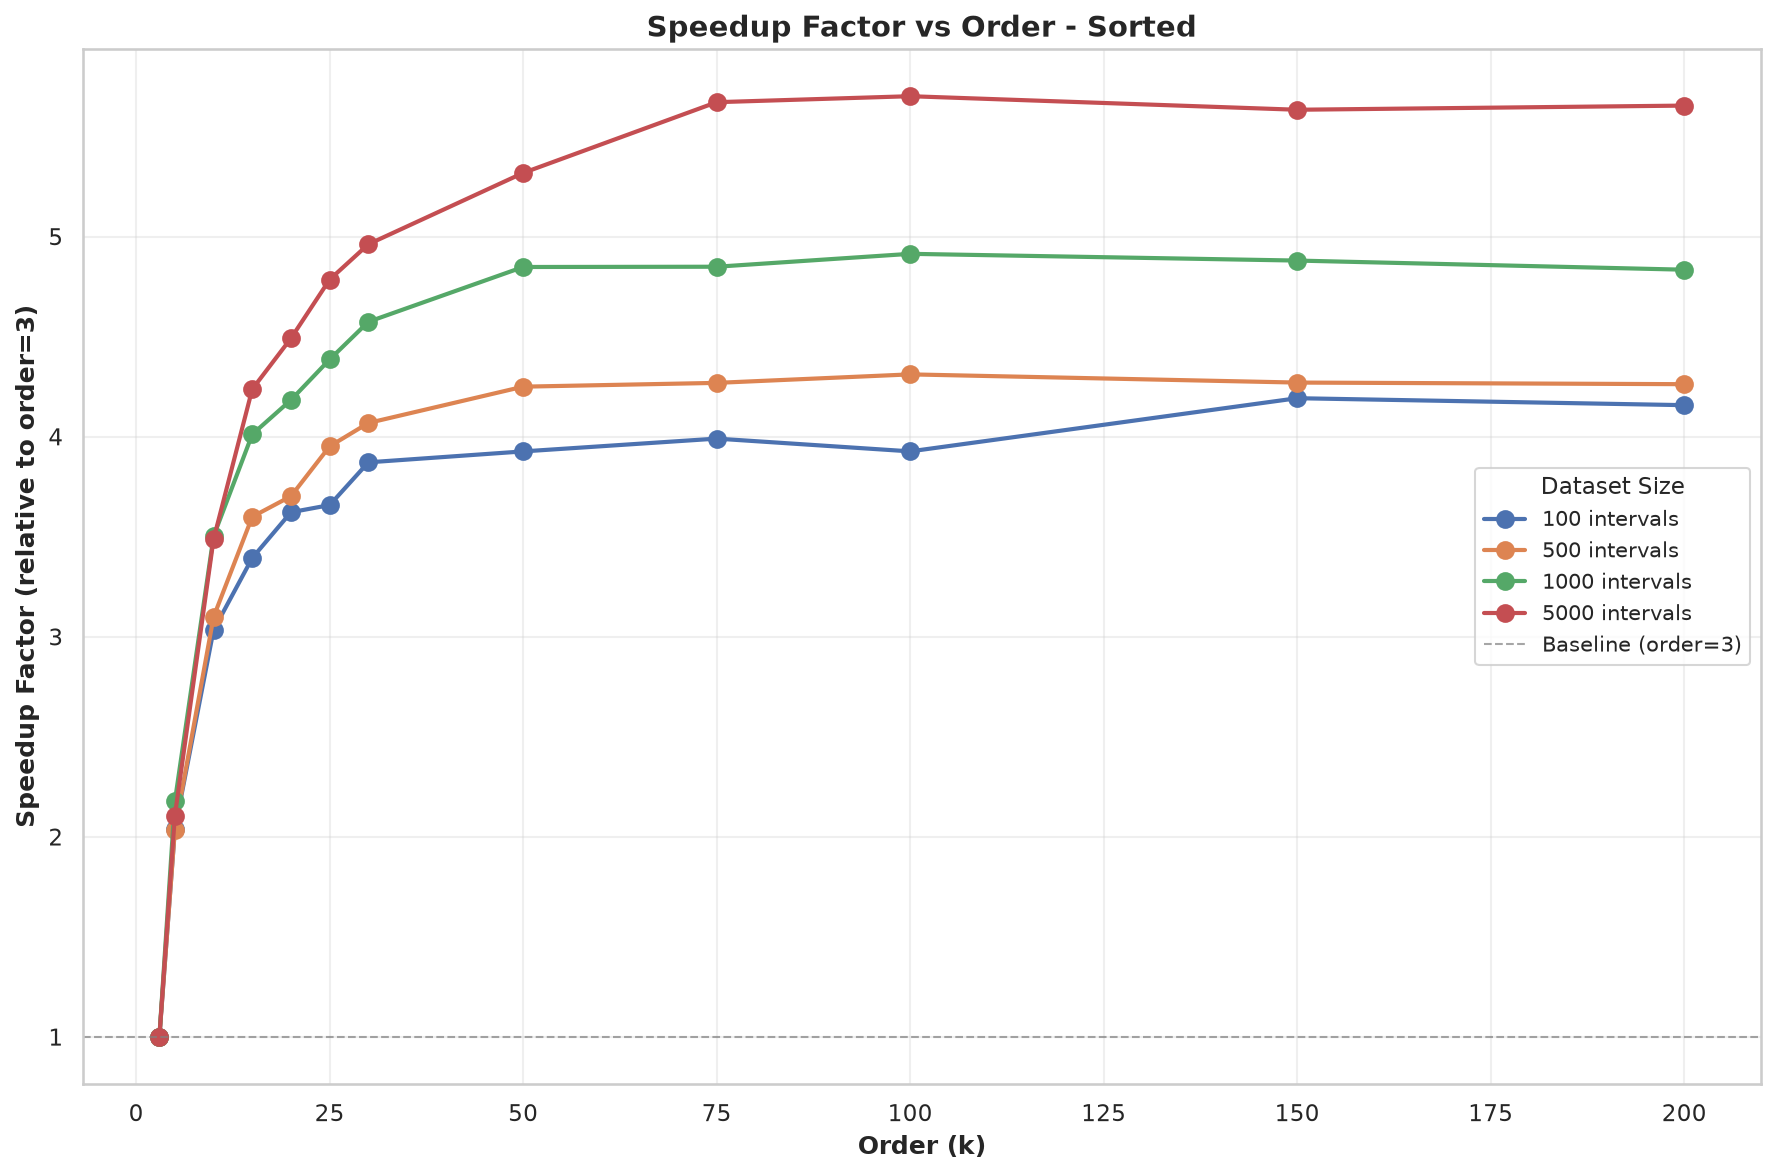 Speedup Factor vs Order - Sorted
Speedup Factor (relative to order=3)
5
4
3
2
1
Dataset Size
100 intervals
500 intervals
1000 intervals
5000 intervals
Baseline (order=3)
0 25 50 75 100 125 150 175 200
Order (k)